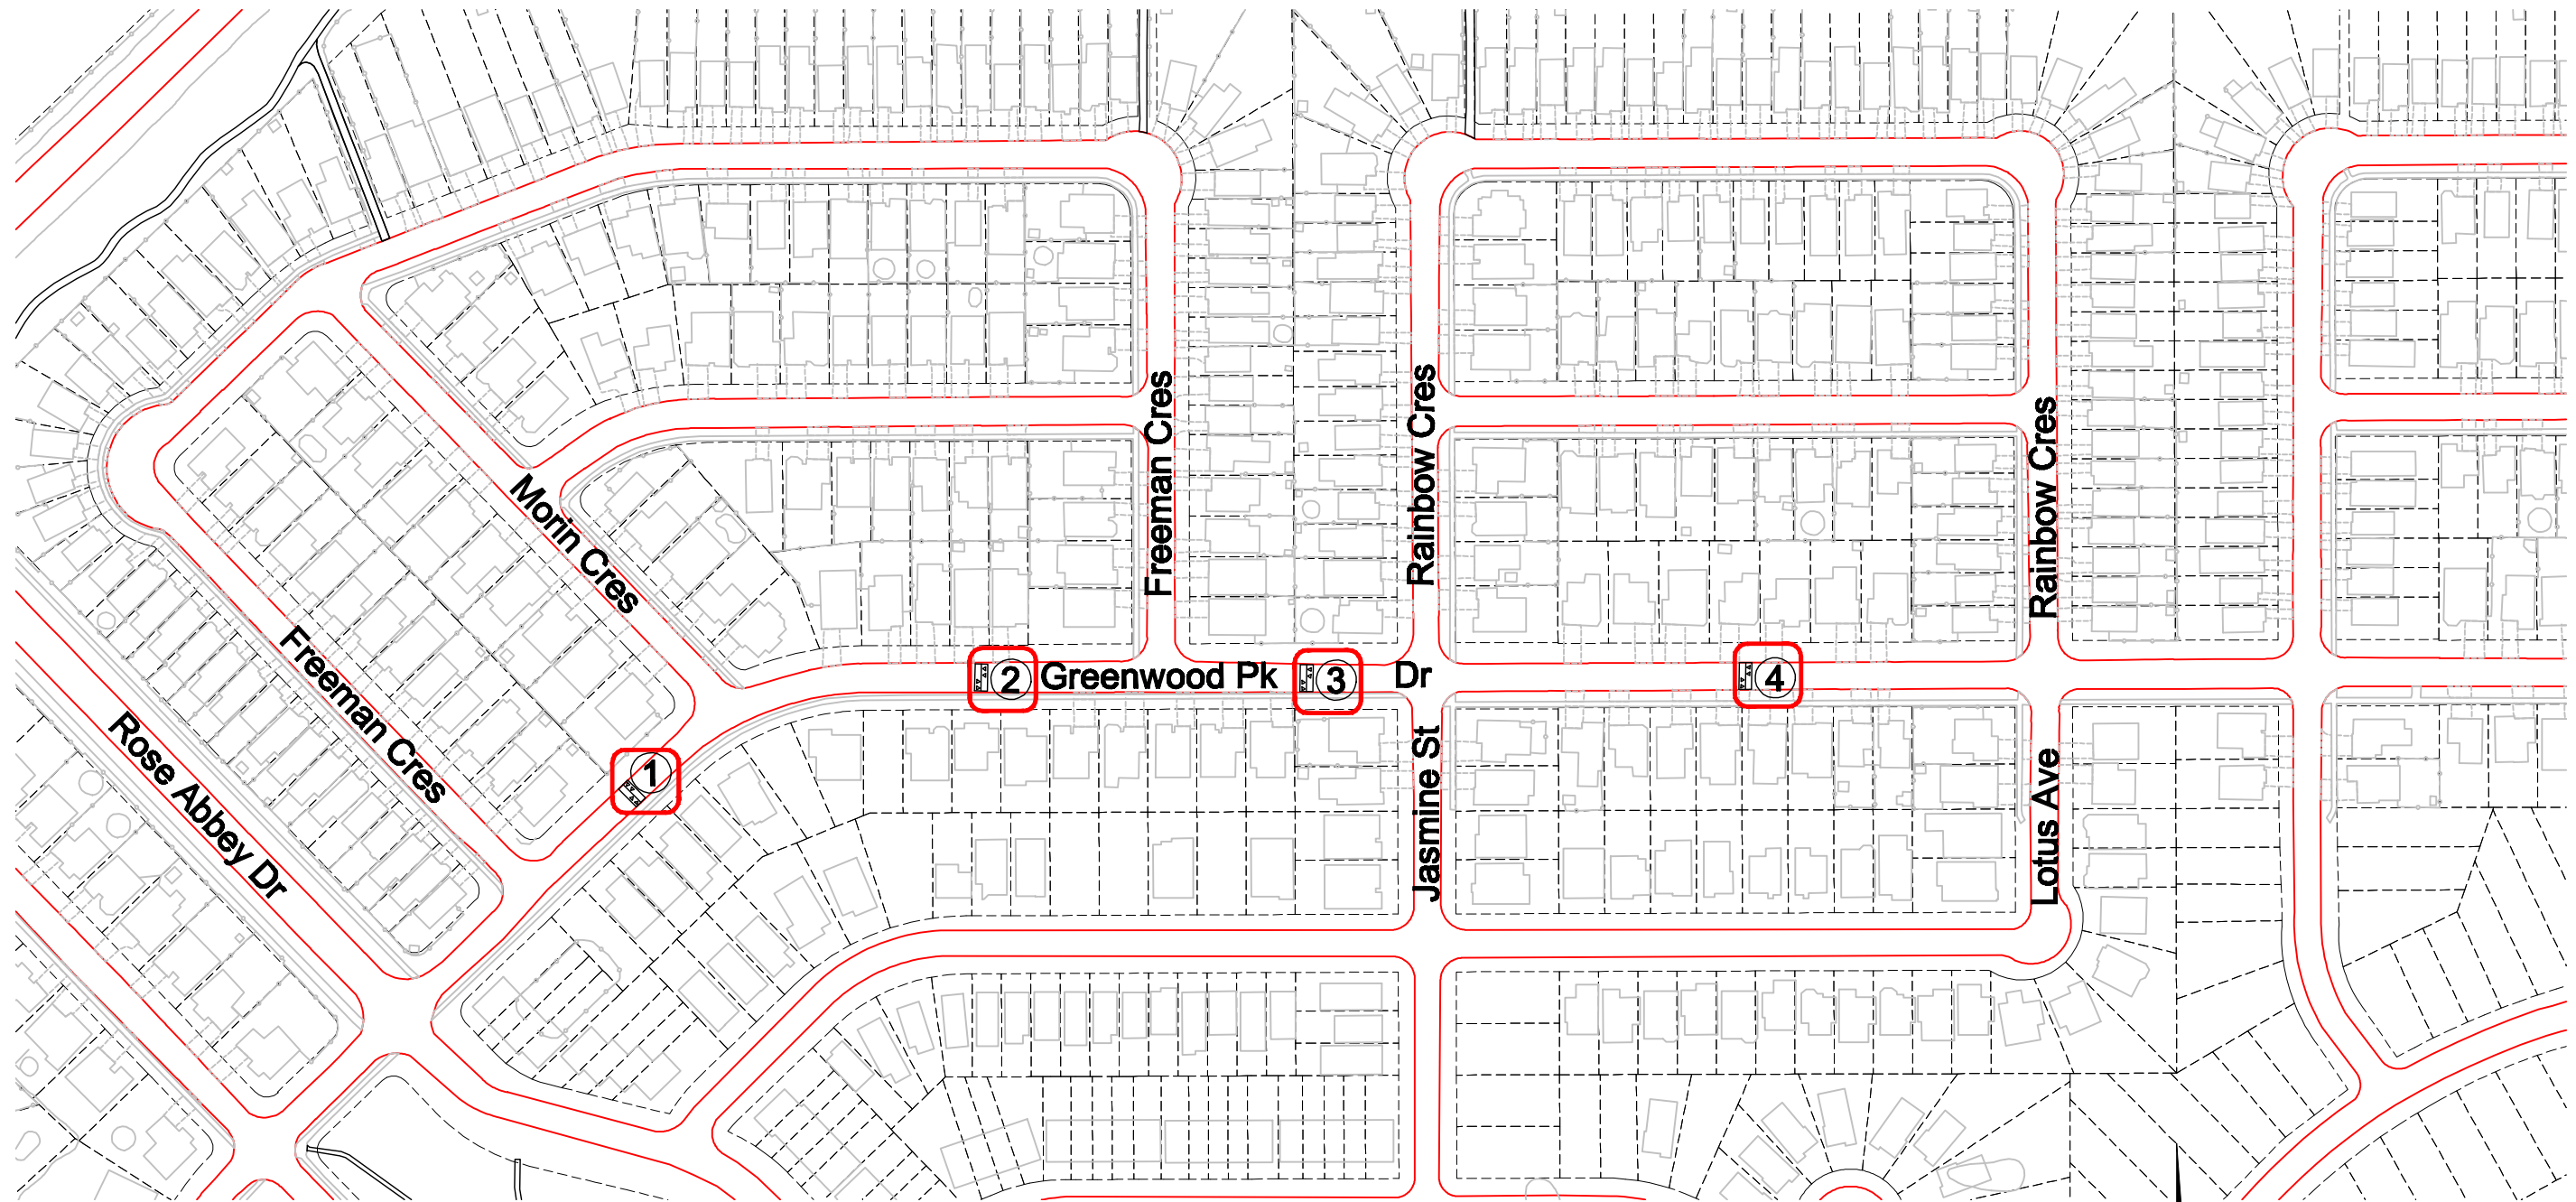 Freeman Cres
Rainbow Cres
Rainbow Cres
Morin Cres
Freeman Cres
Rose Abbey Dr
1
2
Greenwood Pk
3
Dr
4
Jasmine St
Lotus Ave